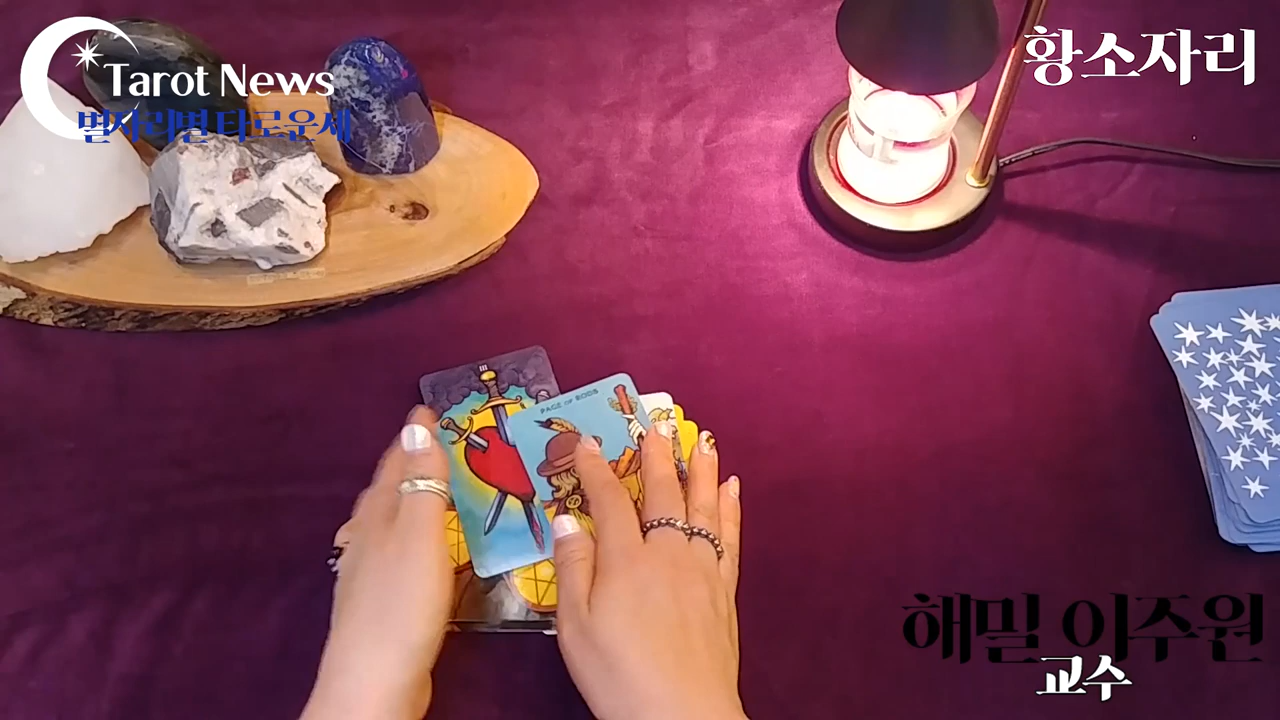 Tarot News
별자리별 타로운세
황소자리
III
PAGE OF RODS
해밀 이주원
교수